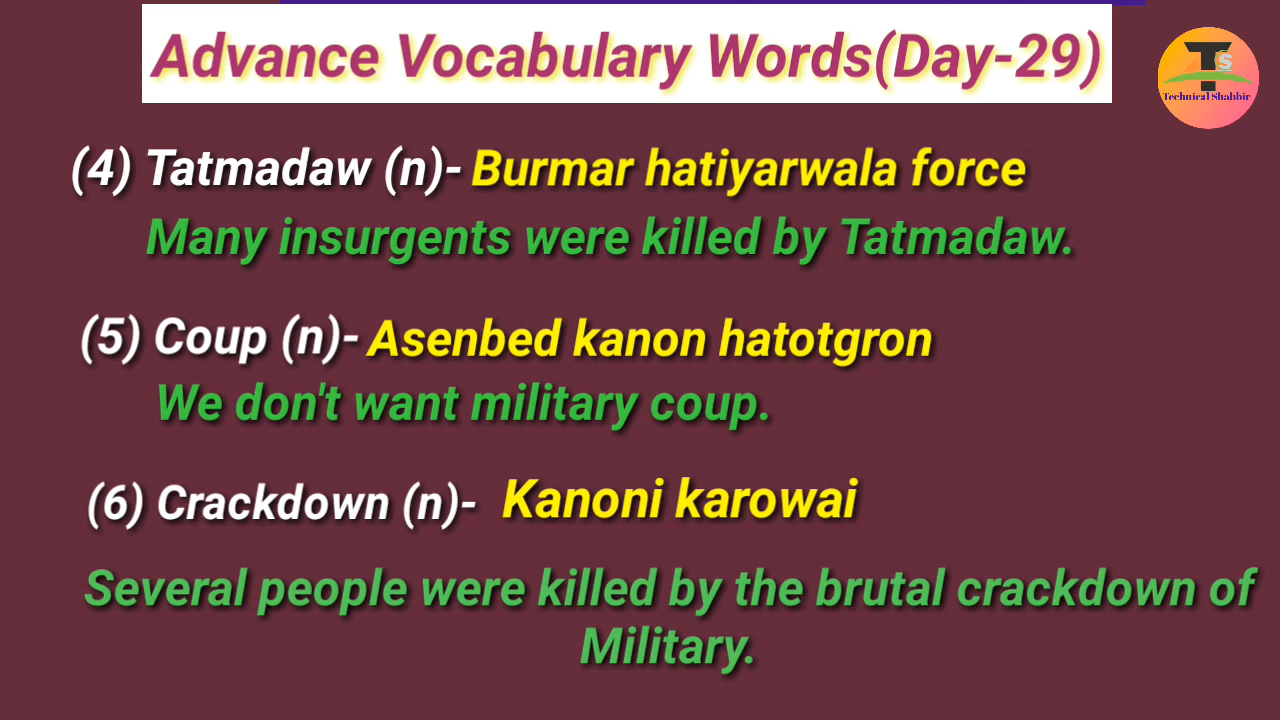 Advance Vocabulary Words(Day-29)
TS
Technical Shabbir
(4) Tatmadaw (n)- Burmar hatiyarwala force
Many insurgents were killed by Tatmadaw.
(5) Coup (n)- Asenbed kanon hatotgron
We don't want military coup.
(6) Crackdown (n)- Kanoni karowai
Several people were killed by the brutal crackdown of
Military.